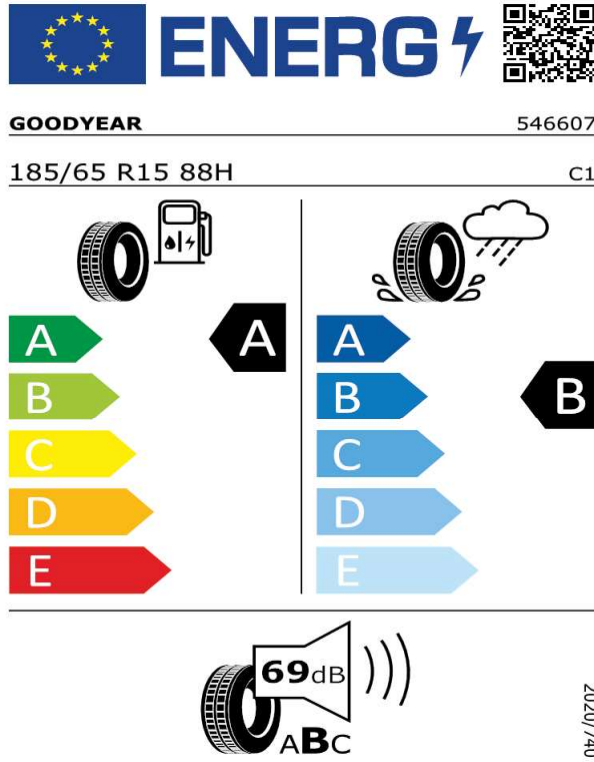 ENERG
GOODYEAR 546607
185/65 R15 88H C1
A A
B
C
D
E
A
B B
C
D
E
69dB
ABC
2020/740